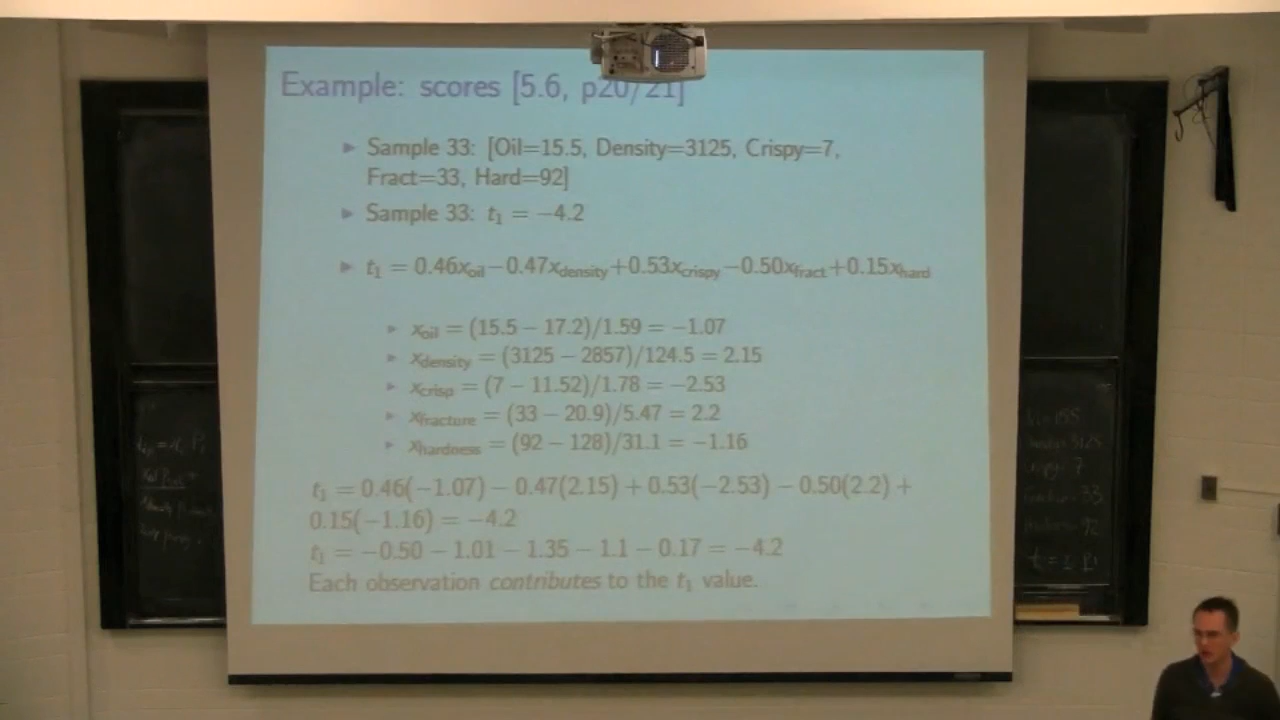 Example: scores [5.6, p20/21]
▶ Sample 33: [Oil=15.5, Density=3125, Crispy=7,
Fract=33, Hard=92]
▶ Sample 33: t₁ = −4.2
▶ t₁ = 0.46x_oil−0.47x_density+0.53x_crispy−0.50x_fract+0.15x_hard
▶ x_oil = (15.5 − 17.2)/1.59 = −1.07
▶ x_density = (3125 − 2857)/124.5 = 2.15
▶ x_crisp = (7 − 11.52)/1.78 = −2.53
▶ x_fracture = (33 − 20.9)/5.47 = 2.2
▶ x_hardness = (92 − 128)/31.1 = −1.16
t₁ = 0.46(−1.07) − 0.47(2.15) + 0.53(−2.53) − 0.50(2.2) +
0.15(−1.16) = −4.2
t₁ = −0.50 − 1.01 − 1.35 − 1.1 − 0.17 = −4.2
Each observation contributes to the t₁ value.